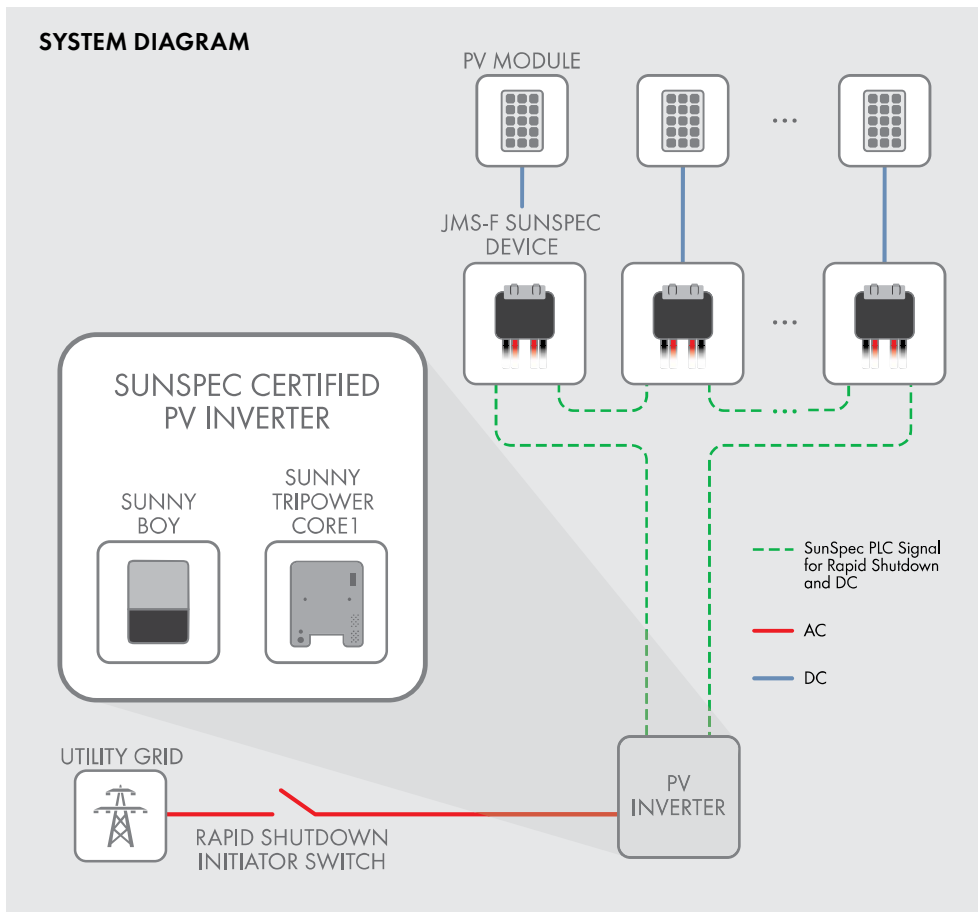 SYSTEM DIAGRAM
PV MODULE
...
JMS-F SUNSPEC
DEVICE
...
...
SUNSPEC CERTIFIED
PV INVERTER
SUNNY
BOY
SUNNY
TRIPOWER
CORE1
SunSpec PLC Signal
for Rapid Shutdown
and DC
AC
DC
UTILITY GRID
RAPID SHUTDOWN
INITIATOR SWITCH
PV
INVERTER